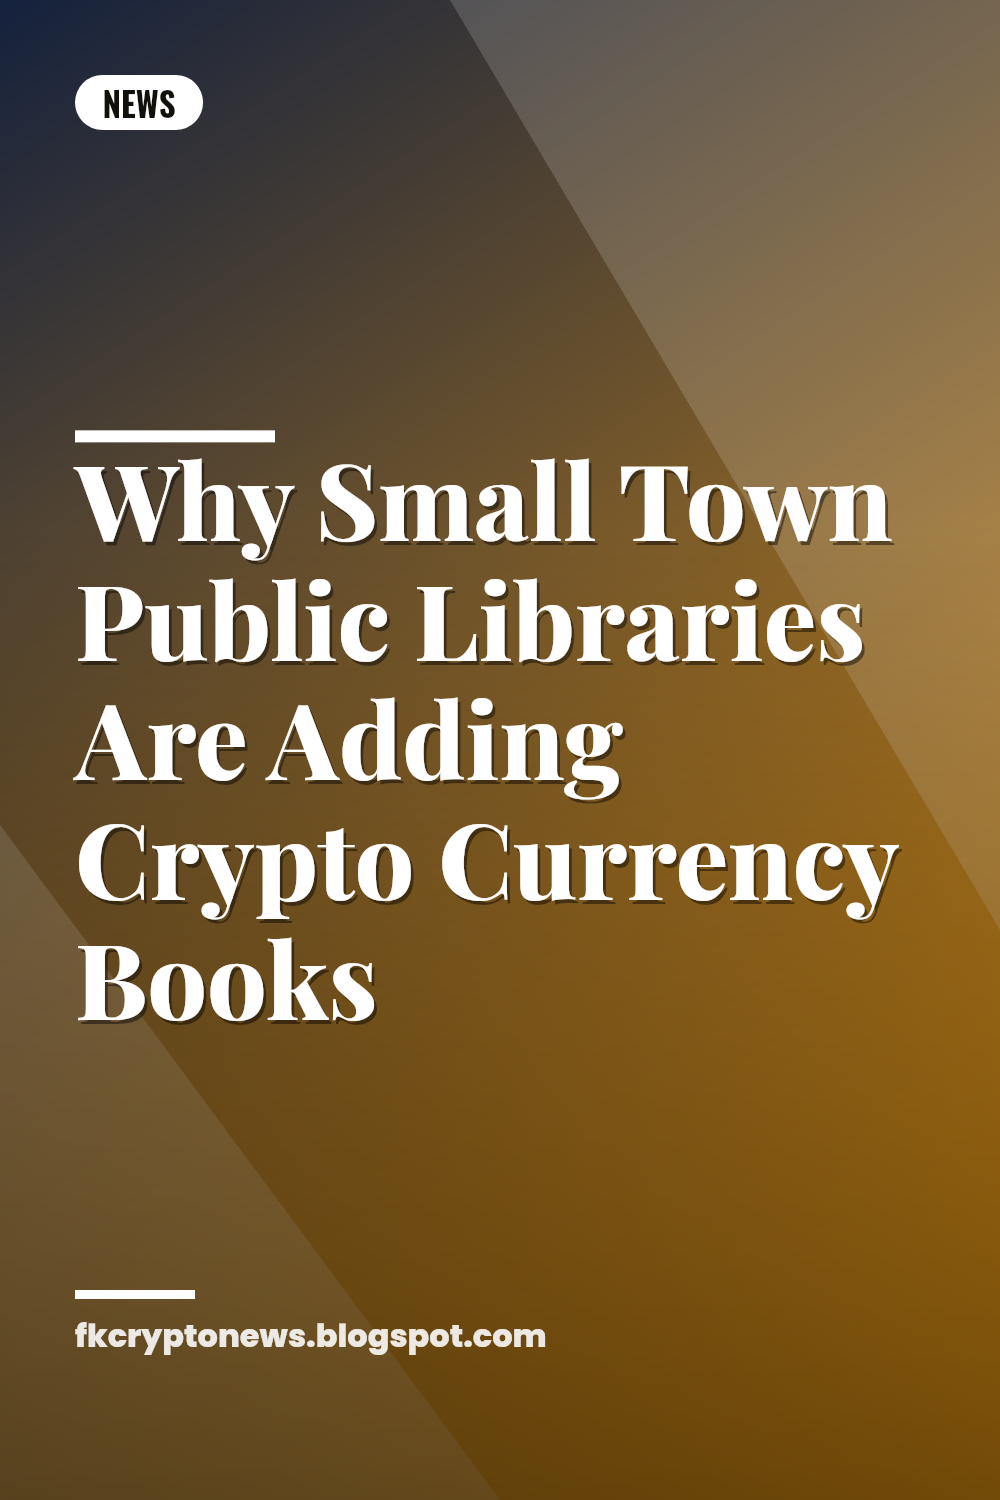 NEWS
Why Small Town
Public Libraries
Are Adding
Crypto Currency
Books
fkcryptonews.blogspot.com